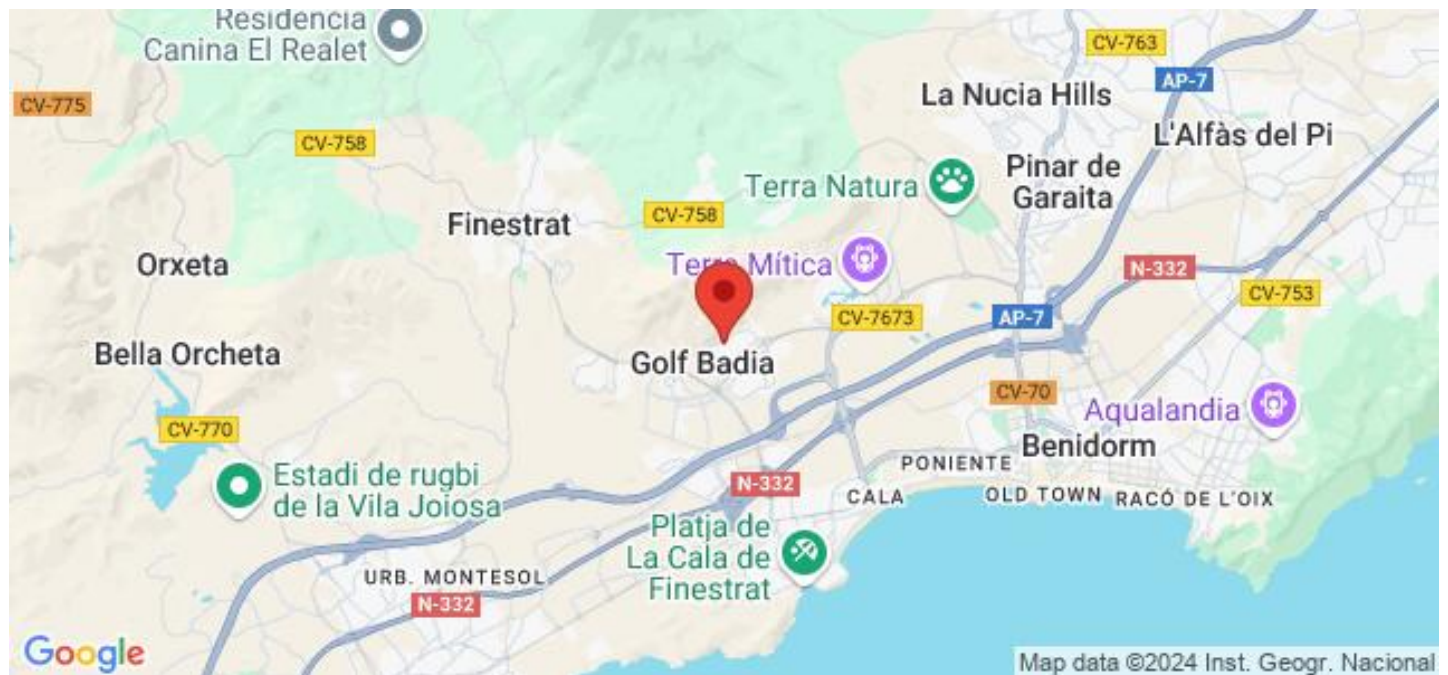 Residencia
Canina El Realet
CV-763
AP-7
La Nucia Hills
CV-775
L'Alfàs del Pi
CV-758
Pinar de
Garaita
Terra Natura
CV-758
Finestrat
Orxeta
Terra Mítica
N-332
CV-753
CV-7673
AP-7
Bella Orcheta
Golf Badia
CV-70
Aqualandia
CV-770
Benidorm
PONIENTE
Estadi de rugbi
de la Vila Joiosa
N-332
CALA
OLD TOWN
RACÓ DE L'OIX
Platja de
La Cala de
Finestrat
URB. MONTESOL
N-332
Google
Map data ©2024 Inst. Geogr. Nacional